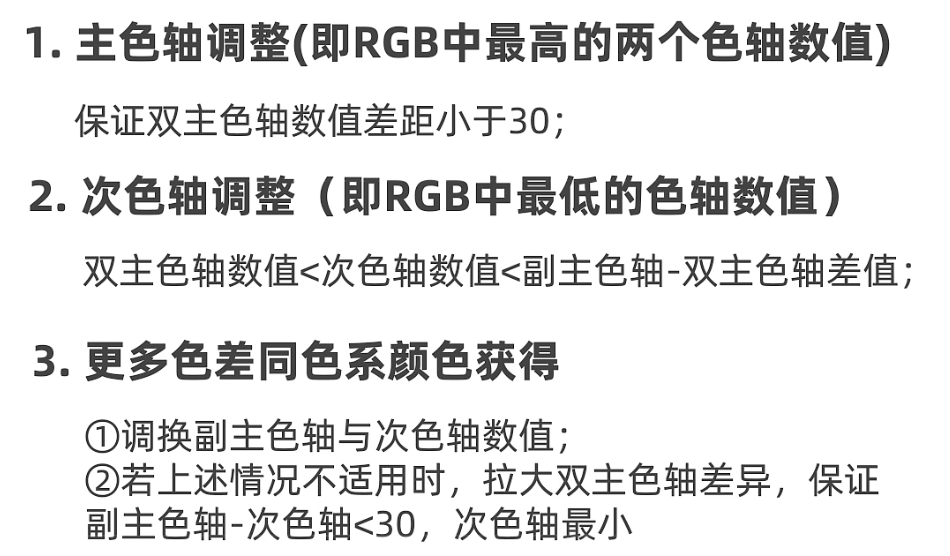 1. 主色轴调整(即RGB中最高的两个色轴数值)
保证双主色轴数值差距小于30；
2. 次色轴调整（即RGB中最低的色轴数值）
双主色轴数值<次色轴数值<副主色轴-双主色轴差值；
3. 更多色差同色系颜色获得
①调换副主色轴与次色轴数值；
②若上述情况不适用时，拉大双主色轴差异，保证
副主色轴-次色轴<30，次色轴最小